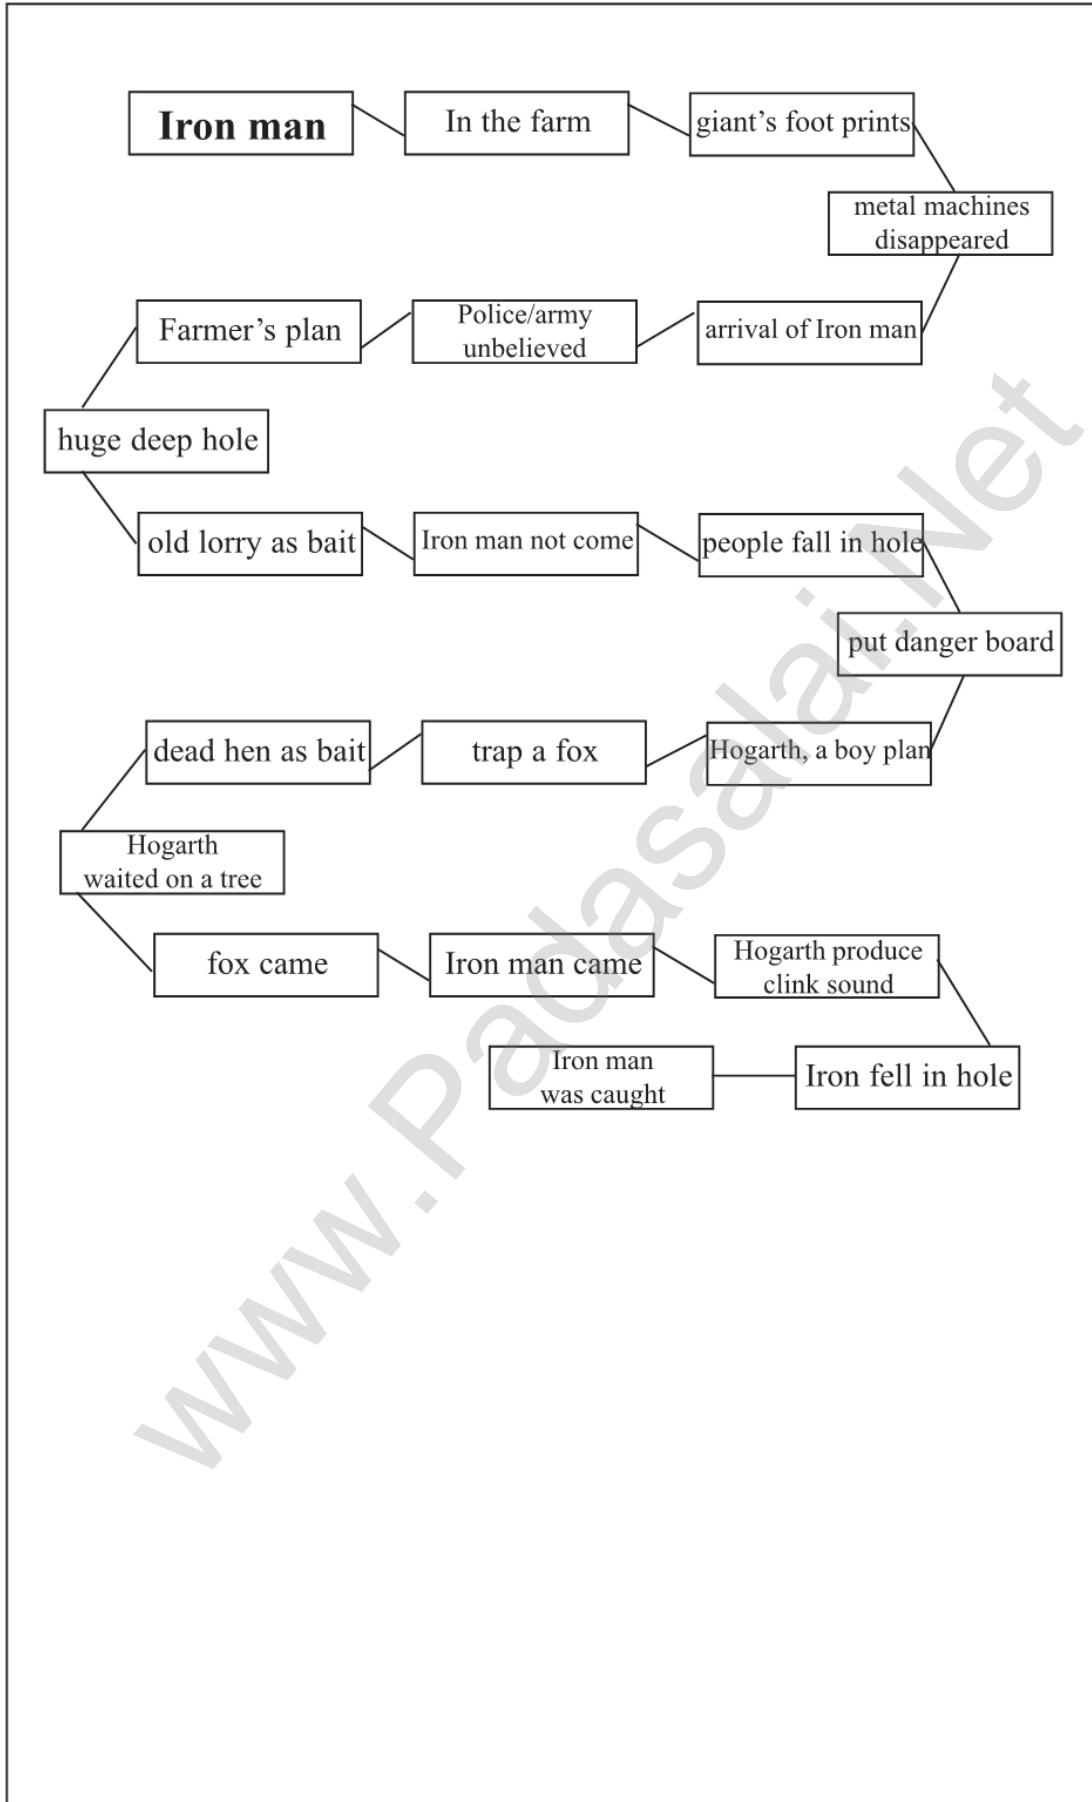 Iron man
In the farm
giant's foot prints
metal machines
disappeared
arrival of Iron man
Police/army
unbelieved
Farmer's plan
huge deep hole
old lorry as bait
Iron man not come
people fall in hole
put danger board
Hogarth, a boy plan
trap a fox
dead hen as bait
Hogarth
waited on a tree
fox came
Iron man came
Hogarth produce
clink sound
Iron fell in hole
Iron man
was caught
www.Padasalai.Net